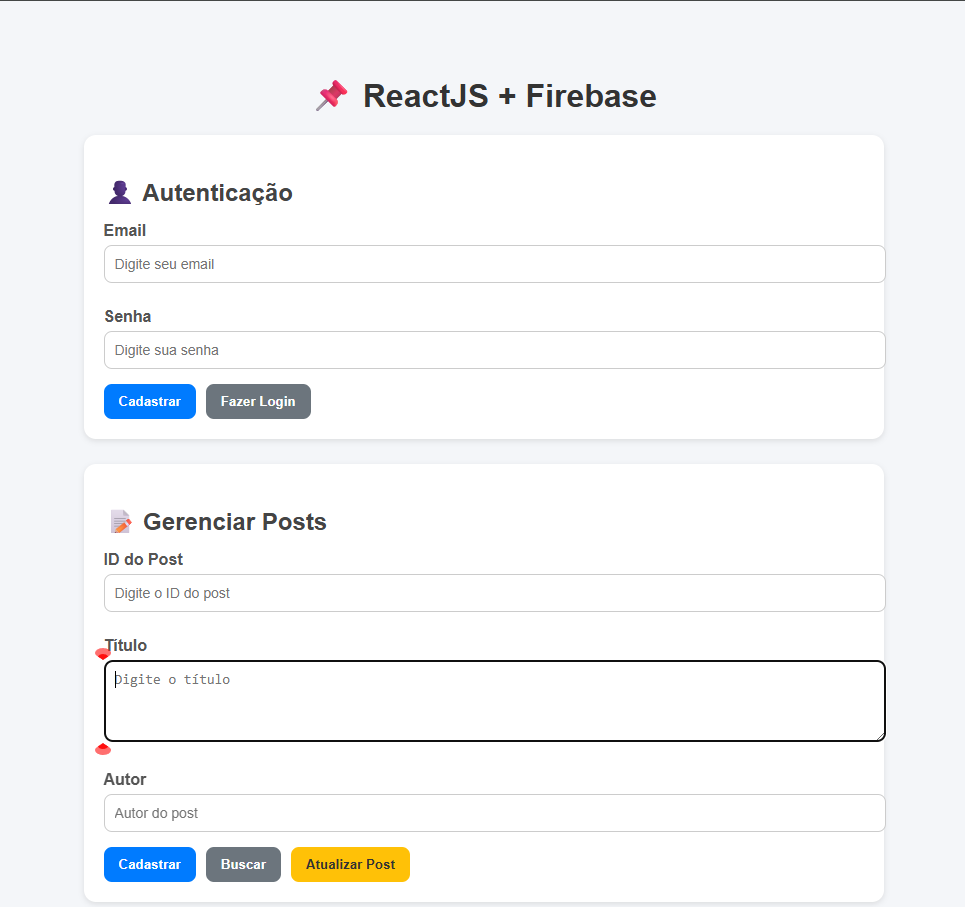 📌 ReactJS + Firebase
👤 Autenticação
Email
Digite seu email
Senha
Digite sua senha
Cadastrar Fazer Login
📝 Gerenciar Posts
ID do Post
Digite o ID do post
Título
Digite o título
Autor
Autor do post
Cadastrar Buscar Atualizar Post